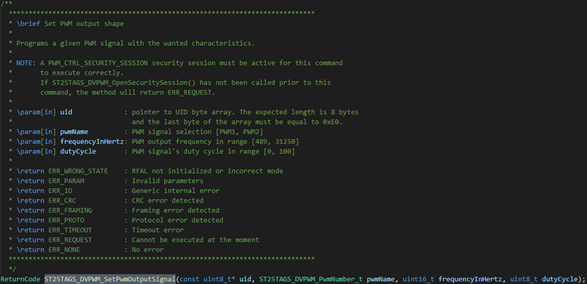 /**
*****************************************************************************
* \brief Set PWM output shape
*
* Programs a given PWM signal with the wanted characteristics.
*
* NOTE: A PWM_CTRL_SECURITY_SESSION security session must be active for this command
* to execute correctly.
* If ST25TAGS_DVPWM_OpenSecuritySession() has not been called prior to this
* command, the method will return ERR_REQUEST.
*
* \param[in] uid : pointer to UID byte array. The expected length is 8 bytes
* and the last byte of the array must be equal to 0xE0.
* \param[in] pwmName : PWM signal selection [PWM1, PWM2]
* \param[in] frequencyInHertz: PWM output frequency in range [489, 31250]
* \param[in] dutyCycle : PWM signal's duty cycle in range [0, 100]
*
* \return ERR_WRONG_STATE : RFAL not initialized or incorrect mode
* \return ERR_PARAM : Invalid parameters
* \return ERR_IO : Generic internal error
* \return ERR_CRC : CRC error detected
* \return ERR_FRAMING : Framing error detected
* \return ERR_PROTO : Protocol error detected
* \return ERR_TIMEOUT : Timeout error
* \return ERR_REQUEST : Cannot be executed at the moment
* \return ERR_NONE : No error
*****************************************************************************
*/
ReturnCode ST25TAGS_DVPWM_SetPwmOutputSignal(const uint8_t* uid, ST25TAGS_DVPWM_PwmNumber_t pwmName, uint16_t frequencyInHertz, uint8_t dutyCycle);